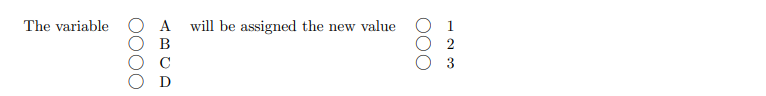 The variable ○ A will be assigned the new value ○ 1
○ B ○ 2
○ C ○ 3
○ D